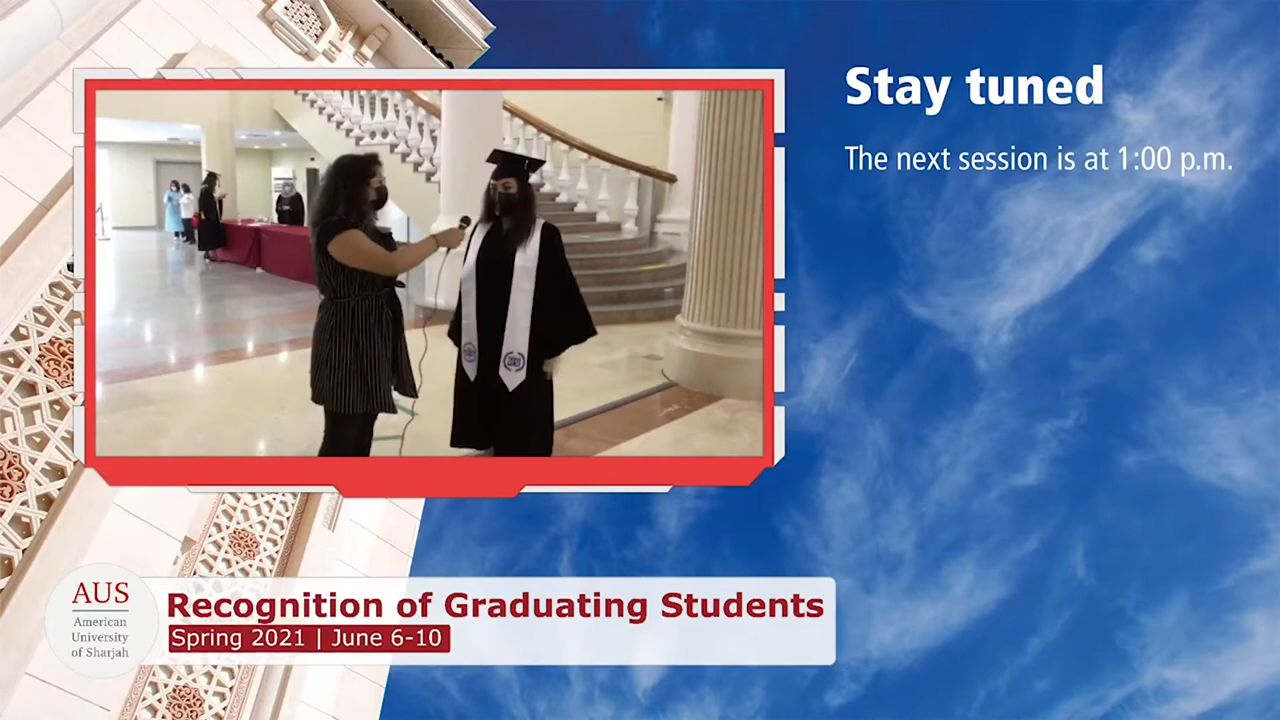 Stay tuned
The next session is at 1:00 p.m.
AUS
American
University
of Sharjah
Recognition of Graduating Students
Spring 2021 | June 6-10